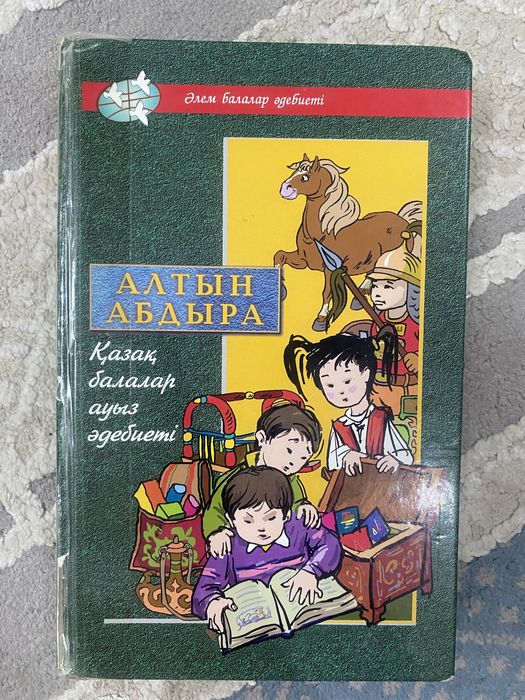 Әлем балалар әдебиеті
АЛТЫН
АБДЫРА
Қазақ
балалар
ауыз
әдебиеті